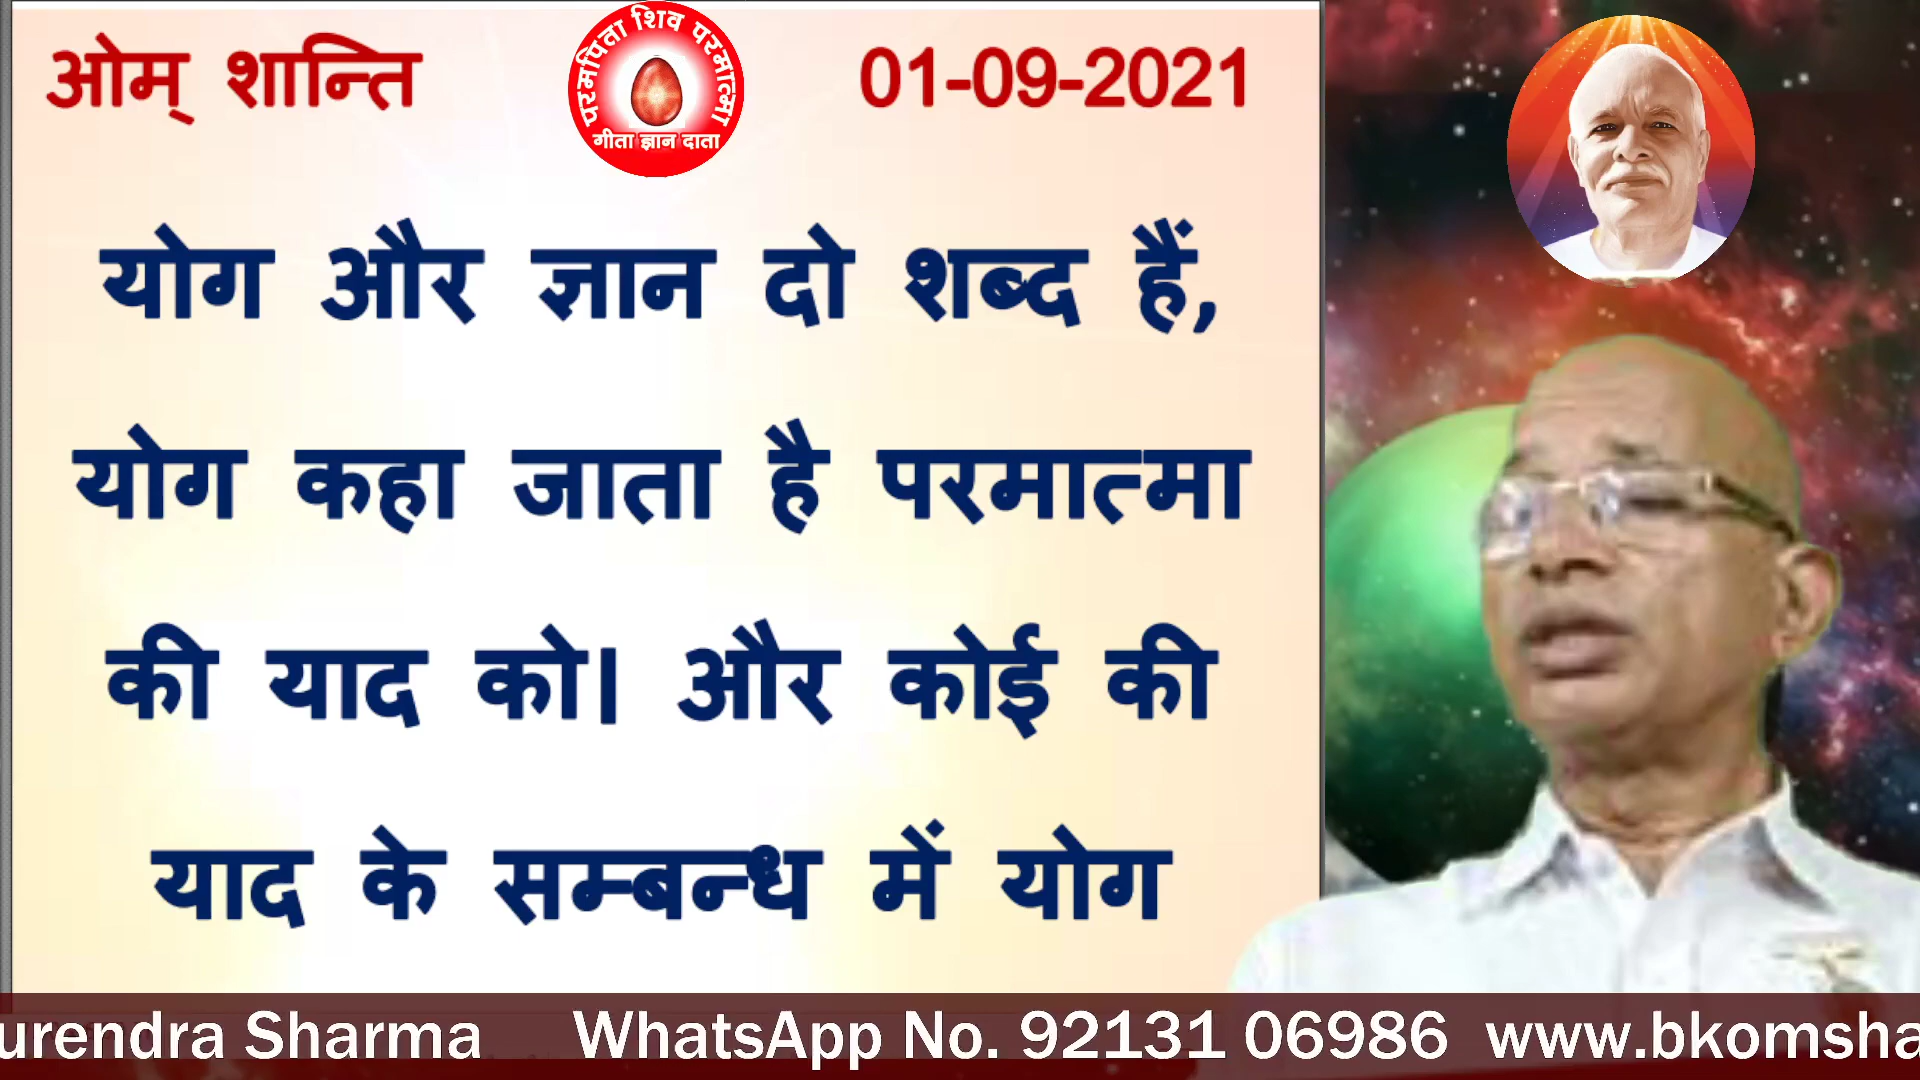 ओम् शान्ति
परमपिता शिव परमात्मा
गीता ज्ञान दाता
01-09-2021
योग और ज्ञान दो शब्द हैं,
योग कहा जाता है परमात्मा
की याद को। और कोई की
याद के सम्बन्ध में योग
urendra Sharma WhatsApp No. 92131 06986 www.bkomsha